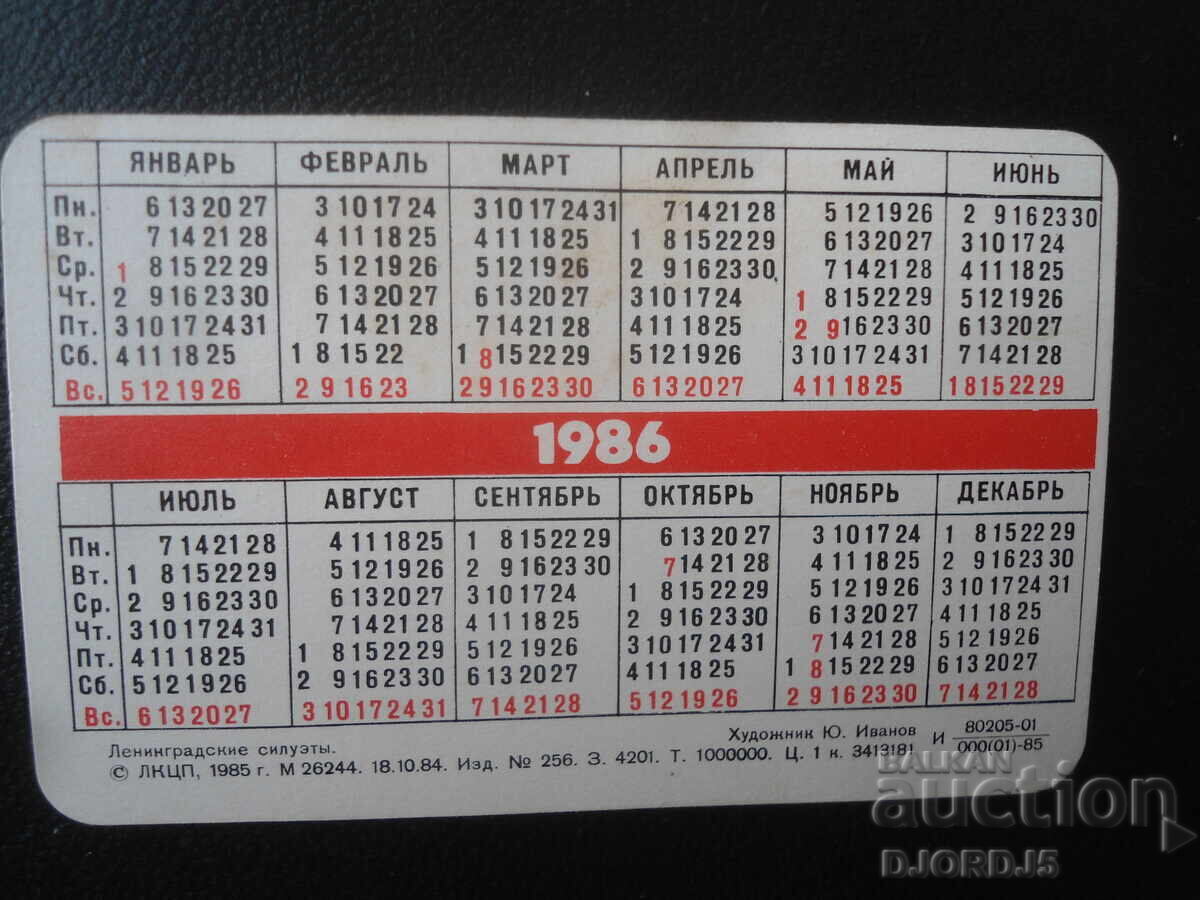 ЯНВАРЬ ФЕВРАЛЬ МАРТ АПРЕЛЬ МАЙ ИЮНЬ
Пн. 6 13 20 27 3 10 17 24 3 10 17 24 31 7 14 21 28 5 12 19 26 2 9 16 23 30
Вт. 7 14 21 28 4 11 18 25 4 11 18 25 1 8 15 22 29 6 13 20 27 3 10 17 24
Ср. 1 8 15 22 29 5 12 19 26 5 12 19 26 2 9 16 23 30 7 14 21 28 4 11 18 25
Чт. 2 9 16 23 30 6 13 20 27 6 13 20 27 3 10 17 24 1 8 15 22 29 5 12 19 26
Пт. 3 10 17 24 31 7 14 21 28 7 14 21 28 4 11 18 25 2 9 16 23 30 6 13 20 27
Сб. 4 11 18 25 1 8 15 22 1 8 15 22 29 5 12 19 26 3 10 17 24 31 7 14 21 28
Вс. 5 12 19 26 2 9 16 23 2 9 16 23 30 6 13 20 27 4 11 18 25 1 8 15 22 29
1986
ИЮЛЬ АВГУСТ СЕНТЯБРЬ ОКТЯБРЬ НОЯБРЬ ДЕКАБРЬ
Пн. 7 14 21 28 4 11 18 25 1 8 15 22 29 6 13 20 27 3 10 17 24 1 8 15 22 29
Вт. 1 8 15 22 29 5 12 19 26 2 9 16 23 30 7 14 21 28 4 11 18 25 2 9 16 23 30
Ср. 2 9 16 23 30 6 13 20 27 3 10 17 24 1 8 15 22 29 5 12 19 26 3 10 17 24 31
Чт. 3 10 17 24 31 7 14 21 28 4 11 18 25 2 9 16 23 30 6 13 20 27 4 11 18 25
Пт. 4 11 18 25 1 8 15 22 29 5 12 19 26 3 10 17 24 31 7 14 21 28 5 12 19 26
Сб. 5 12 19 26 2 9 16 23 30 6 13 20 27 4 11 18 25 1 8 15 22 29 6 13 20 27
Вс. 6 13 20 27 3 10 17 24 31 7 14 21 28 5 12 19 26 2 9 16 23 30 7 14 21 28
Ленинградские силуэты. Художник Ю. Иванов И 80205-01
© ЛКЦП, 1985 г. М 26244. 18.10.84. Изд. № 256. З. 4201. Т. 1000000. Ц. 1 к. 3413181 000(01)-85
BALKAN
auction
DJORDJ5